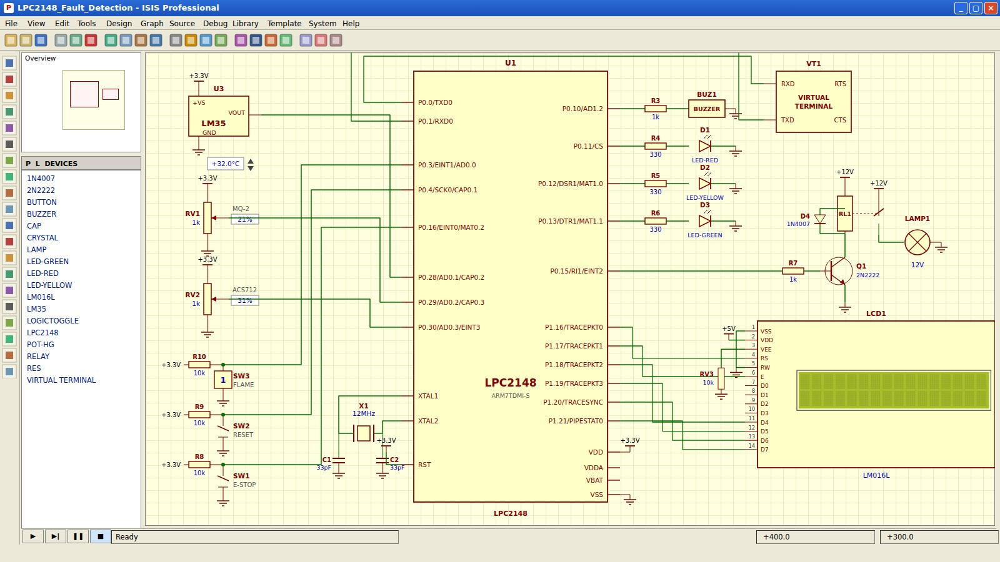 P LPC2148_Fault_Detection - ISIS Professional
File View Edit Tools Design Graph Source Debug Library Template System Help
Overview
P L DEVICES
1N4007
2N2222
BUTTON
BUZZER
CAP
CRYSTAL
LAMP
LED-GREEN
LED-RED
LED-YELLOW
LM016L
LM35
LOGICTOGGLE
LPC2148
POT-HG
RELAY
RES
VIRTUAL TERMINAL
+3.3V
U3
+VS
VOUT
LM35
GND
+32.0°C
+3.3V
RV1
1k
MQ-2
21%
+3.3V
RV2
1k
ACS712
31%
+3.3V
R10
10k
1
SW3
FLAME
+3.3V
R9
10k
SW2
RESET
+3.3V
R8
10k
SW1
E-STOP
X1
12MHz
+3.3V
C1
33pF
C2
33pF
U1
P0.0/TXD0
P0.1/RXD0
P0.3/EINT1/AD0.0
P0.4/SCK0/CAP0.1
P0.16/EINT0/MAT0.2
P0.28/AD0.1/CAP0.2
P0.29/AD0.2/CAP0.3
P0.30/AD0.3/EINT3
XTAL1
XTAL2
RST
P0.10/AD1.2
P0.11/CS
P0.12/DSR1/MAT1.0
P0.13/DTR1/MAT1.1
P0.15/RI1/EINT2
P1.16/TRACEPKT0
P1.17/TRACEPKT1
P1.18/TRACEPKT2
P1.19/TRACEPKT3
P1.20/TRACESYNC
P1.21/PIPESTAT0
VDD
VDDA
VBAT
VSS
LPC2148
ARM7TDMI-S
LPC2148
+3.3V
R3
1k
BUZ1
BUZZER
R4
330
D1
LED-RED
R5
330
D2
LED-YELLOW
R6
330
D3
LED-GREEN
VT1
RXD RTS
VIRTUAL
TERMINAL
TXD CTS
+12V
+12V
D4
1N4007
RL1
LAMP1
12V
R7
1k
Q1
2N2222
LCD1
+5V
RV3
10k
1 VSS
2 VDD
3 VEE
4 RS
5 RW
6 E
7 D0
8 D1
9 D2
10 D3
11 D4
12 D5
13 D6
14 D7
LM016L
Ready
+400.0
+300.0